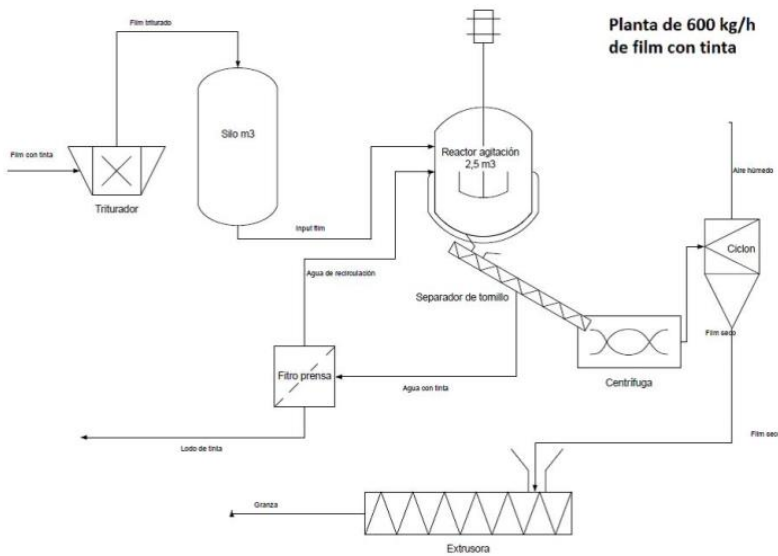 Planta de 600 kg/h
de film con tinta
Film triturado
Film con tinta
Triturador
Silo m3
Input film
Reactor agitación
2,5 m3
Agua de recirculación
Separador de tornillo
Aire húmedo
Ciclon
Film seco
Centrífuga
Fitro prensa
Agua con tinta
Lodo de tinta
Film seco
Granza
Extrusora